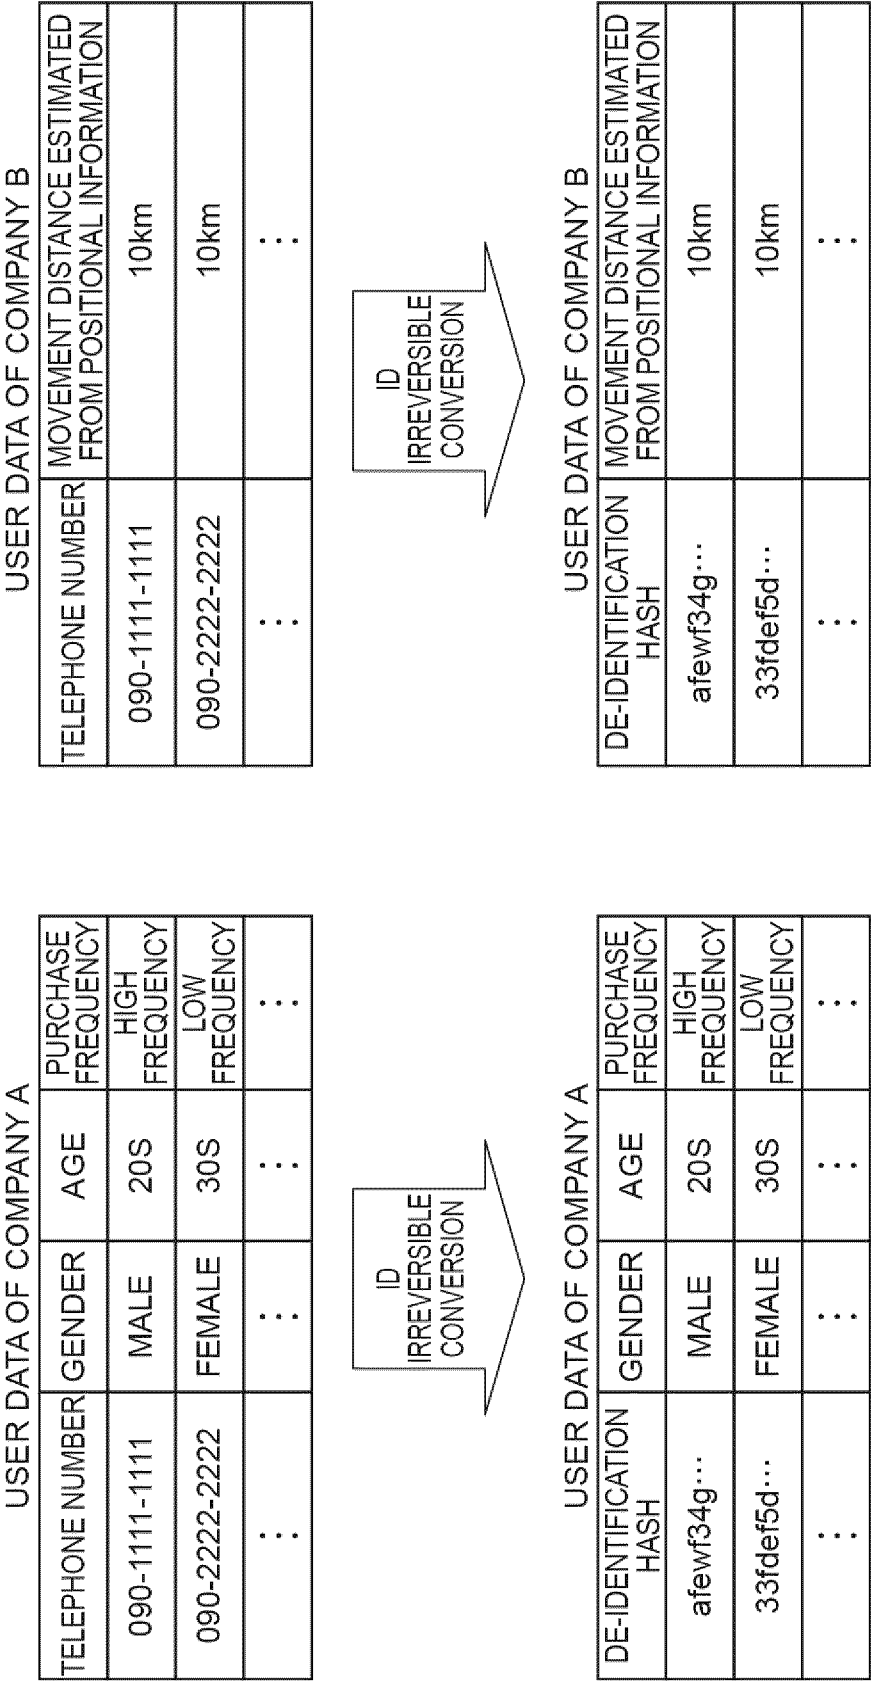 USER DATA OF COMPANY A
TELEPHONE NUMBER GENDER AGE PURCHASE
FREQUENCY
090-1111-1111 MALE 20S HIGH
FREQUENCY
090-2222-2222 FEMALE 30S LOW
FREQUENCY
⋮ ⋮ ⋮ ⋮
ID
IRREVERSIBLE
CONVERSION
USER DATA OF COMPANY A
DE-IDENTIFICATION
HASH
GENDER AGE PURCHASE
FREQUENCY
afewf34g⋯ MALE 20S HIGH
FREQUENCY
33fdef5d⋯ FEMALE 30S LOW
FREQUENCY
⋮ ⋮ ⋮ ⋮
USER DATA OF COMPANY B
TELEPHONE NUMBER MOVEMENT DISTANCE ESTIMATED
FROM POSITIONAL INFORMATION
090-1111-1111 10km
090-2222-2222 10km
⋮ ⋮
ID
IRREVERSIBLE
CONVERSION
USER DATA OF COMPANY B
DE-IDENTIFICATION
HASH
MOVEMENT DISTANCE ESTIMATED
FROM POSITIONAL INFORMATION
afewf34g⋯ 10km
33fdef5d⋯ 10km
⋮ ⋮